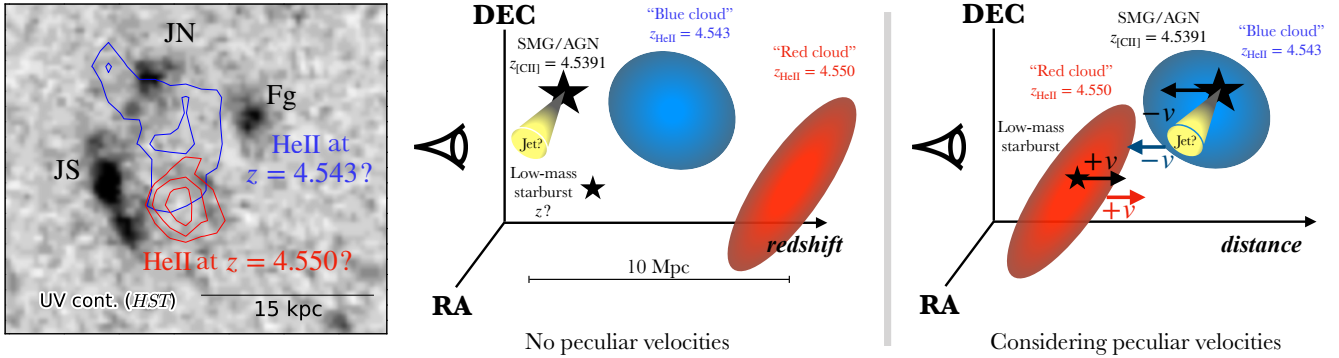 JN
Fg
HeII at
z = 4.543?
JS
HeII at z = 4.550?
UV cont. (HST)
15 kpc
DEC
SMG/AGN
z[CII] = 4.5391
“Blue cloud”
zHeII = 4.543
“Red cloud”
zHeII = 4.550
Jet?
Low-mass
starburst
z?
redshift
10 Mpc
RA
No peculiar velocities
DEC
SMG/AGN
z[CII] = 4.5391
“Blue cloud”
zHeII = 4.543
“Red cloud”
zHeII = 4.550
−v
Low-mass
starburst
Jet?
−v
+v
+v
distance
RA
Considering peculiar velocities